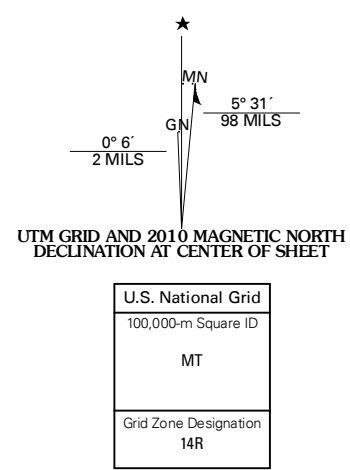 ★
MN
5° 31´
98 MILS
GN
0° 6´
2 MILS
UTM GRID AND 2010 MAGNETIC NORTH
DECLINATION AT CENTER OF SHEET
U.S. National Grid
100,000-m Square ID
MT
Grid Zone Designation
14R